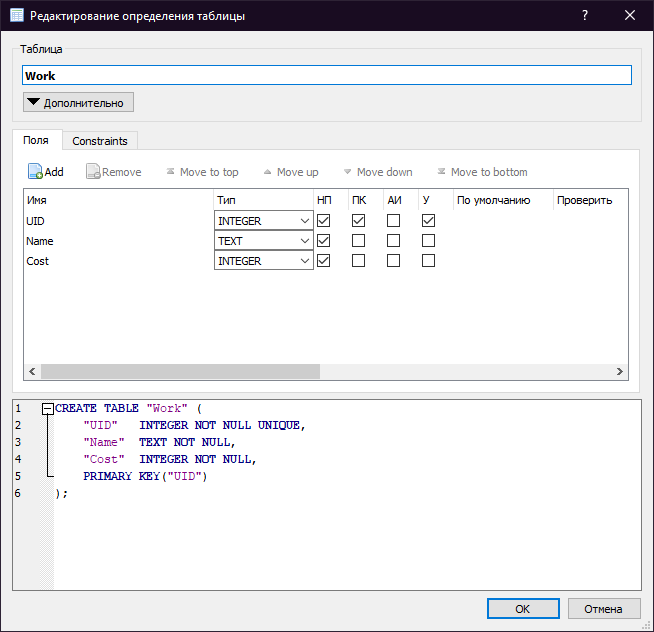 Редактирование определения таблицы ?
Таблица
Work
Дополнительно
Поля Constraints
Add Remove Move to top Move up Move down Move to bottom
Имя Тип НП ПК АИ У По умолчанию Проверить
UID INTEGER
Name TEXT
Cost INTEGER
1 CREATE TABLE "Work" (
2 "UID" INTEGER NOT NULL UNIQUE,
3 "Name" TEXT NOT NULL,
4 "Cost" INTEGER NOT NULL,
5 PRIMARY KEY("UID")
6 );
OK Отмена